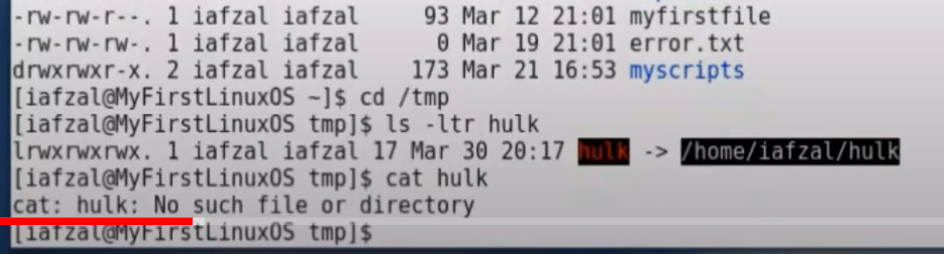 -rw-rw-r--. 1 iafzal iafzal 93 Mar 12 21:01 myfirstfile
-rw-rw-rw-. 1 iafzal iafzal 0 Mar 19 21:01 error.txt
drwxrwxr-x. 2 iafzal iafzal 173 Mar 21 16:53 myscripts
[iafzal@MyFirstLinuxOS ~]$ cd /tmp
[iafzal@MyFirstLinuxOS tmp]$ ls -ltr hulk
lrwxrwxrwx. 1 iafzal iafzal 17 Mar 30 20:17 hulk -> /home/iafzal/hulk
[iafzal@MyFirstLinuxOS tmp]$ cat hulk
cat: hulk: No such file or directory
[iafzal@MyFirstLinuxOS tmp]$